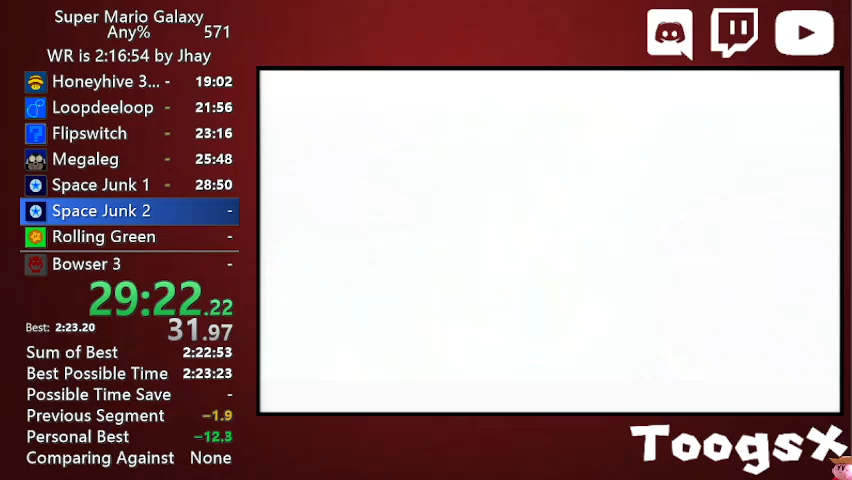 Super Mario Galaxy
Any% 571
WR is 2:16:54 by Jhay
Honeyhive 3... - 19:02
Loopdeeloop - 21:56
Flipswitch - 23:16
Megaleg - 25:48
Space Junk 1 - 28:50
Space Junk 2 -
Rolling Green -
Bowser 3 -
29:22.22
Best: 2:23.20 31.97
Sum of Best 2:22:53
Best Possible Time 2:23:23
Possible Time Save -
Previous Segment −1.9
Personal Best −12.3
Comparing Against None
ToogsX